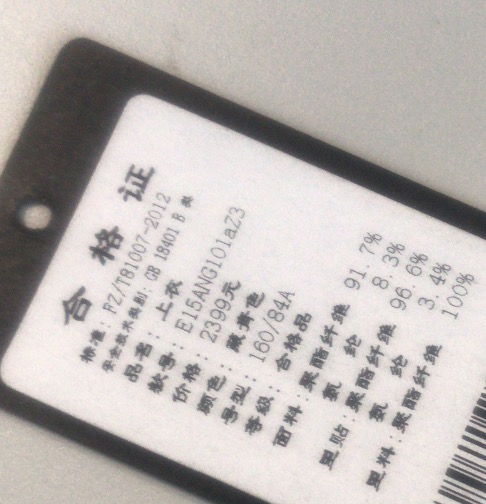 合格证
标准：FZ/T81007-2012
安全技术类别：GB 18401 B 类
品名：上衣
款号：E15ANG101aZ3
价格：2399元
颜色：藏青色
号型：160/84A
等级：合格品
面料：聚酯纤维 91.7%
氨纶 8.3%
里贴：聚酯纤维 96.6%
氨纶 3.4%
里料：聚酯纤维 100%